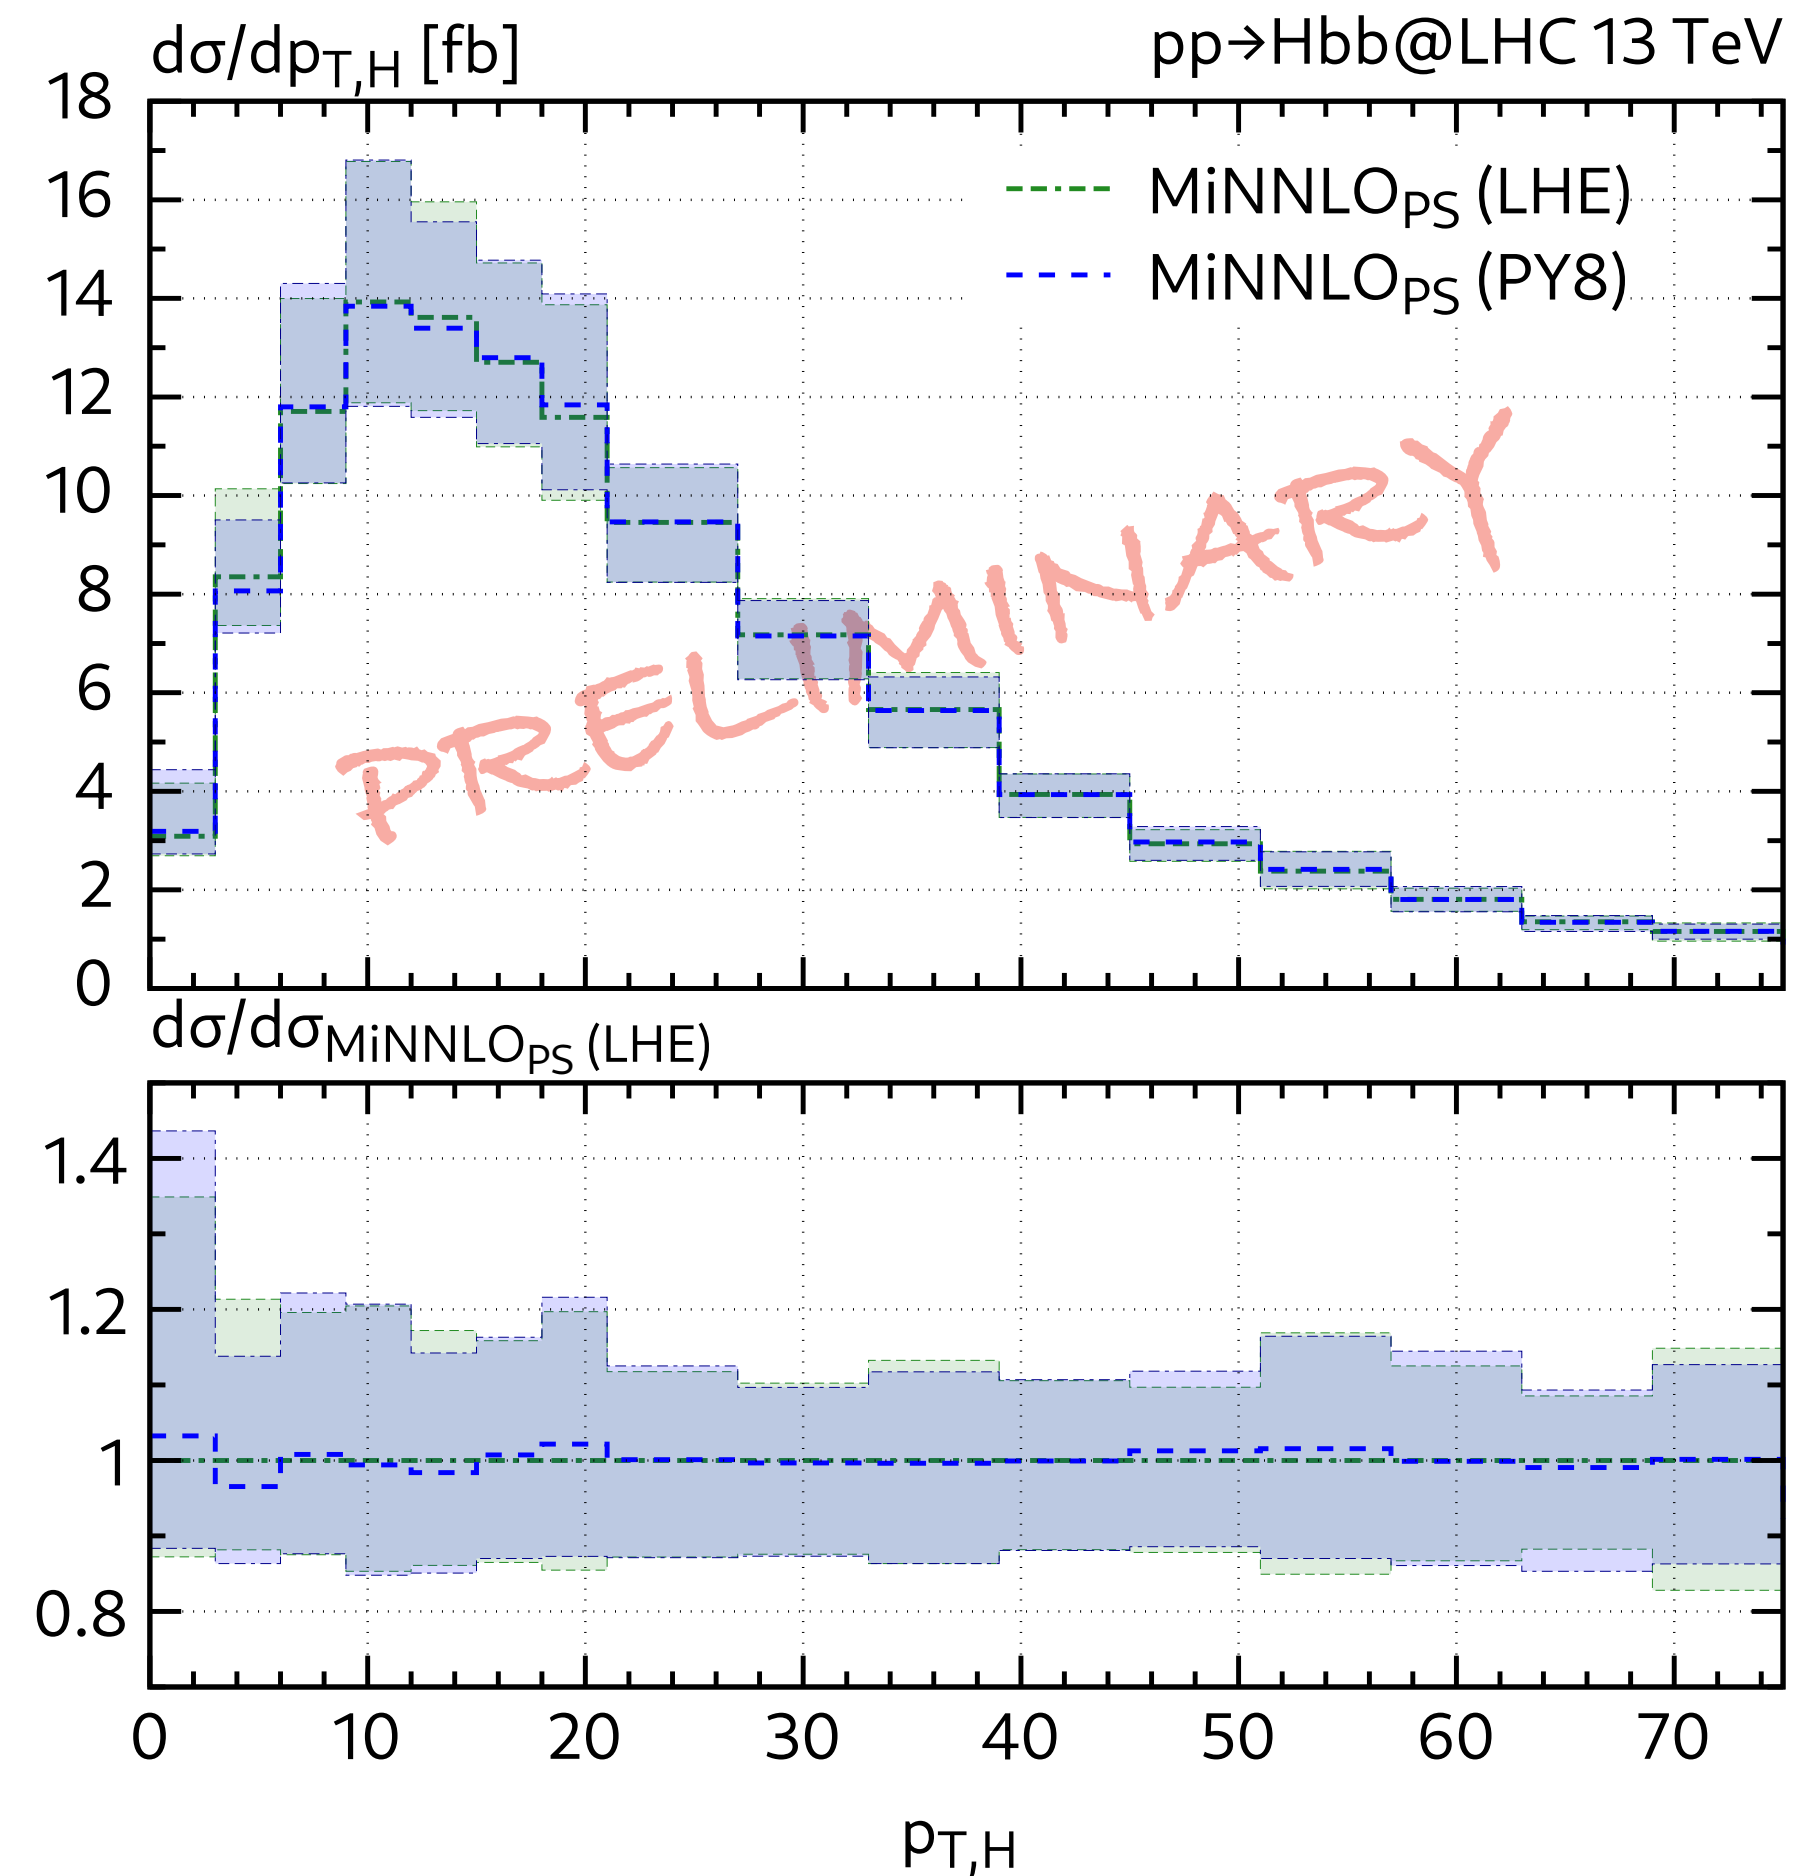 dσ/dp_T,H [fb]
pp→Hbb@LHC 13 TeV
18
16
14
12
10
8
6
4
2
0
MiNNLO_PS (LHE)
MiNNLO_PS (PY8)
PRELIMINARY
dσ/dσ_MiNNLO_PS (LHE)
1.4
1.2
1
0.8
0 10 20 30 40 50 60 70
p_T,H